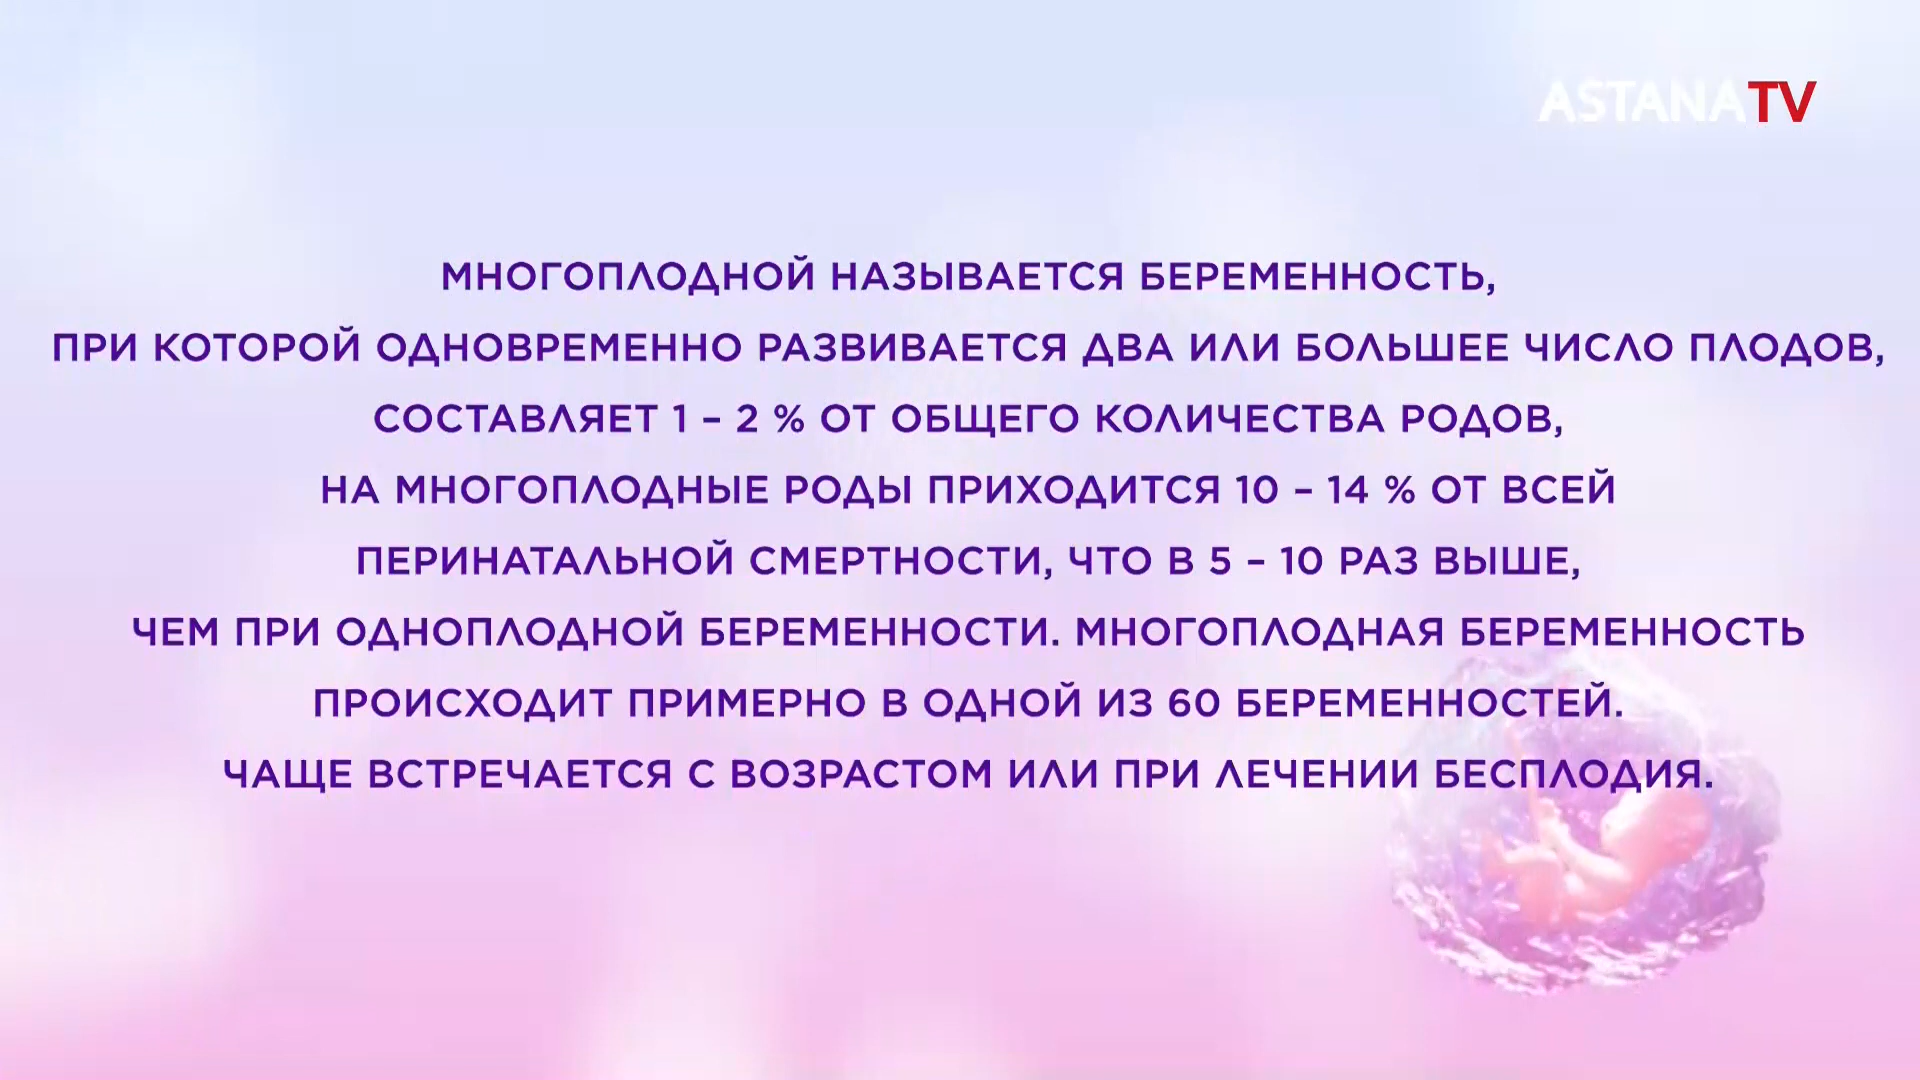 ASTANATV
МНОГОПЛОДНОЙ НАЗЫВАЕТСЯ БЕРЕМЕННОСТЬ,
ПРИ КОТОРОЙ ОДНОВРЕМЕННО РАЗВИВАЕТСЯ ДВА ИЛИ БОЛЬШЕЕ ЧИСЛО ПЛОДОВ,
СОСТАВЛЯЕТ 1 – 2 % ОТ ОБЩЕГО КОЛИЧЕСТВА РОДОВ,
НА МНОГОПЛОДНЫЕ РОДЫ ПРИХОДИТСЯ 10 – 14 % ОТ ВСЕЙ
ПЕРИНАТАЛЬНОЙ СМЕРТНОСТИ, ЧТО В 5 – 10 РАЗ ВЫШЕ,
ЧЕМ ПРИ ОДНОПЛОДНОЙ БЕРЕМЕННОСТИ. МНОГОПЛОДНАЯ БЕРЕМЕННОСТЬ
ПРОИСХОДИТ ПРИМЕРНО В ОДНОЙ ИЗ 60 БЕРЕМЕННОСТЕЙ.
ЧАЩЕ ВСТРЕЧАЕТСЯ С ВОЗРАСТОМ ИЛИ ПРИ ЛЕЧЕНИИ БЕСПЛОДИЯ.